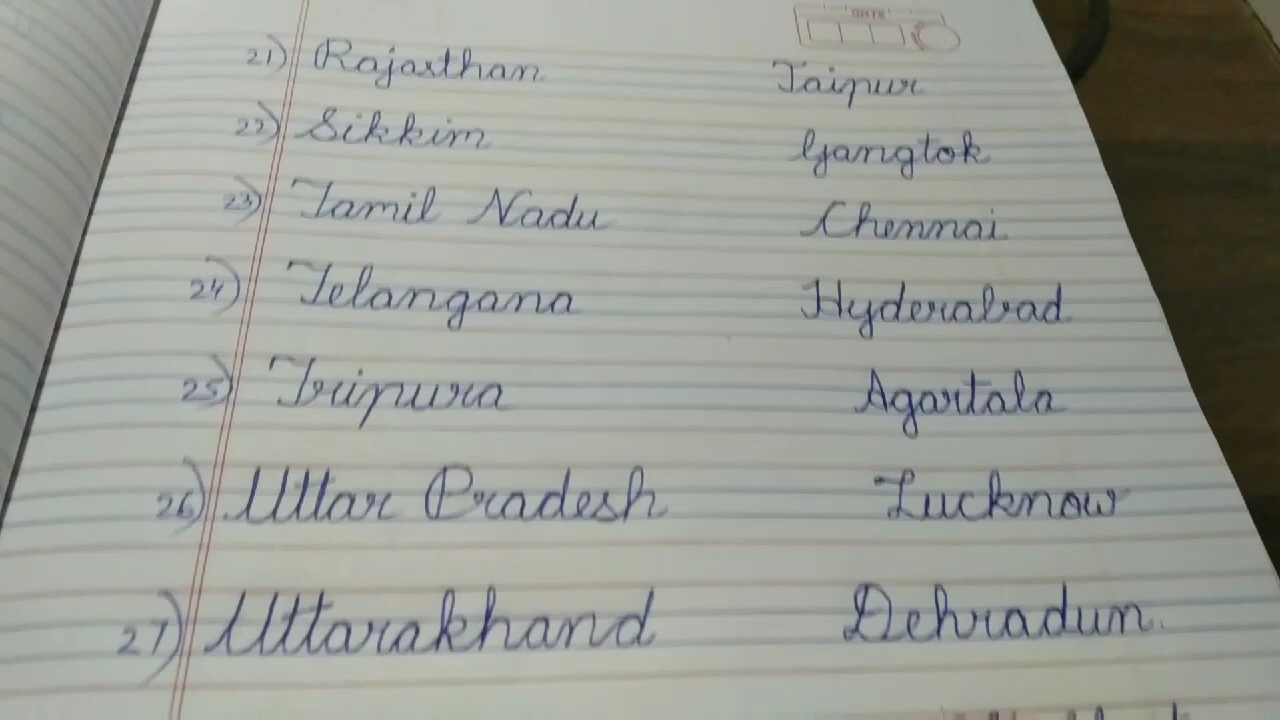 DATE
21) Rajasthan Jaipur
22) Sikkim Gangtok
23) Tamil Nadu Chennai
24) Telangana Hyderabad
25) Tripura Agartala
26) Uttar Pradesh Lucknow
27) Uttarakhand Dehradun.